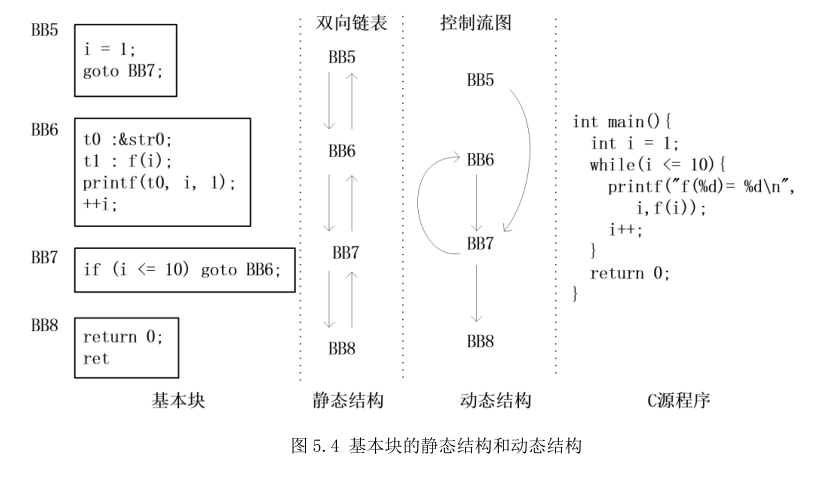 BB5
i = 1;
goto BB7;
BB6
t0 :&str0;
t1 : f(i);
printf(t0, i, 1);
++i;
BB7
if (i <= 10) goto BB6;
BB8
return 0;
ret
基本块
双向链表
BB5
BB6
BB7
BB8
静态结构
控制流图
BB5
BB6
BB7
BB8
动态结构
int main(){
int i = 1;
while(i <= 10){
printf("f(%d)= %d\n",
i,f(i));
i++;
}
return 0;
}
C源程序
图 5.4 基本块的静态结构和动态结构